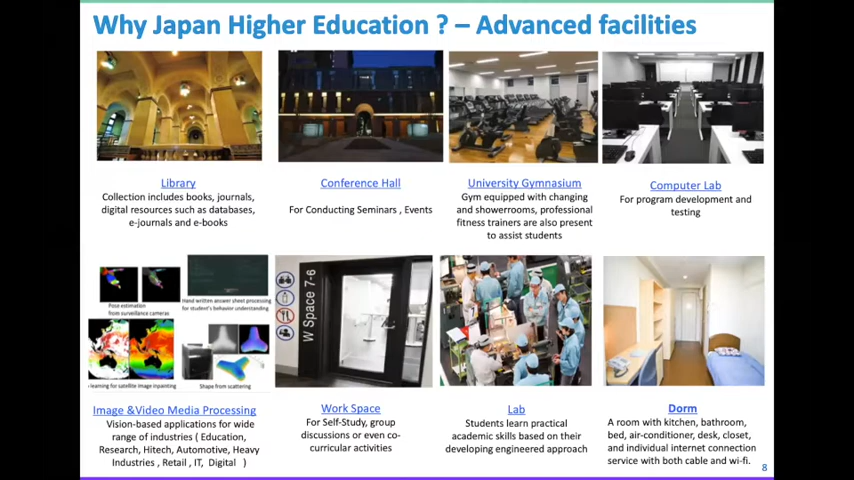 Why Japan Higher Education ? – Advanced facilities
Library
Collection includes books, journals,
digital resources such as databases,
e-journals and e-books
Conference Hall
For Conducting Seminars , Events
University Gymnasium
Gym equipped with changing
and showerrooms, professional
fitness trainers are also present
to assist students
Computer Lab
For program development and
testing
Pose estimation
from surveillance cameras
Hand written answer sheet processing
for student's behavior understanding
learning for satellite image inpainting
Shape from scattering
W Space 7-6
Image &Video Media Processing
Vision-based applications for wide
range of industries ( Education,
Research, Hitech, Automotive, Heavy
Industries , Retail , IT, Digital )
Work Space
For Self-Study, group
discussions or even co-
curricular activities
Lab
Students learn practical
academic skills based on their
developing engineered approach
Dorm
A room with kitchen, bathroom,
bed, air-conditioner, desk, closet,
and individual internet connection
service with both cable and wi-fi.
8